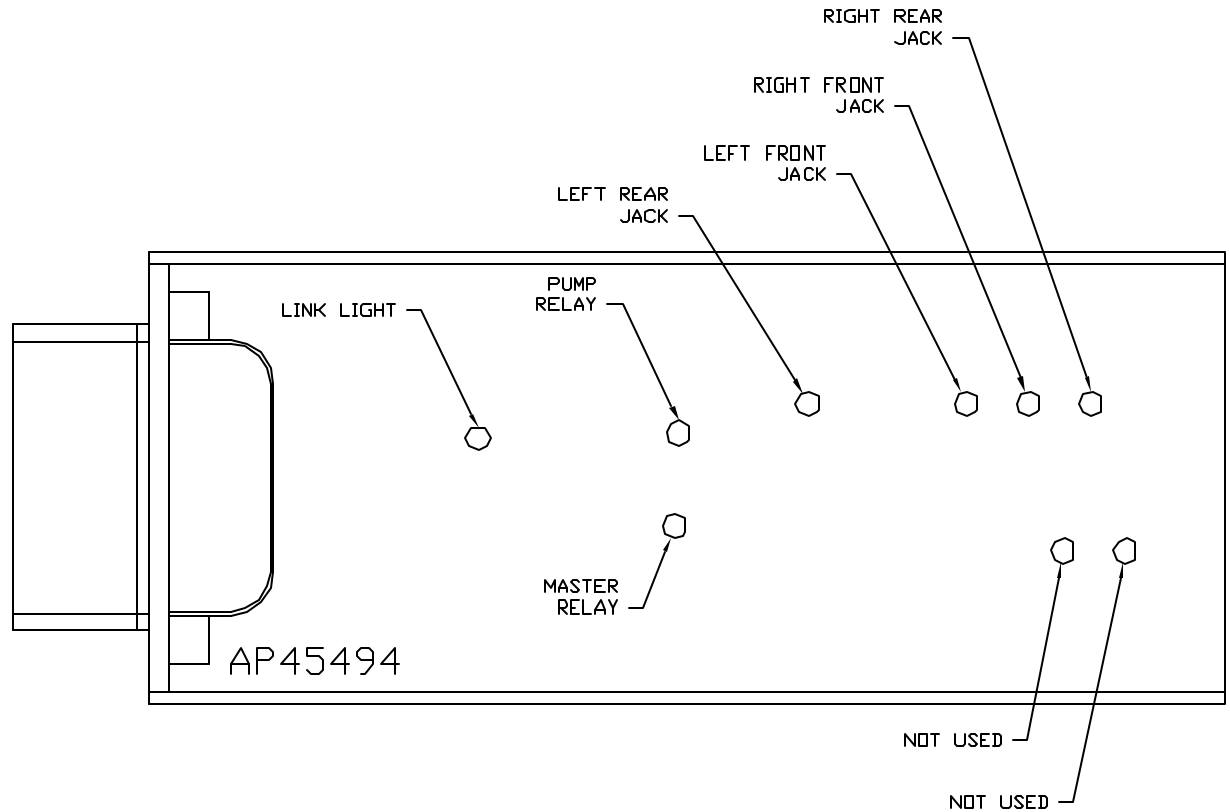 RIGHT REAR
JACK
RIGHT FRONT
JACK
LEFT FRONT
JACK
LEFT REAR
JACK
PUMP
RELAY
LINK LIGHT
MASTER
RELAY
AP45494
NOT USED
NOT USED